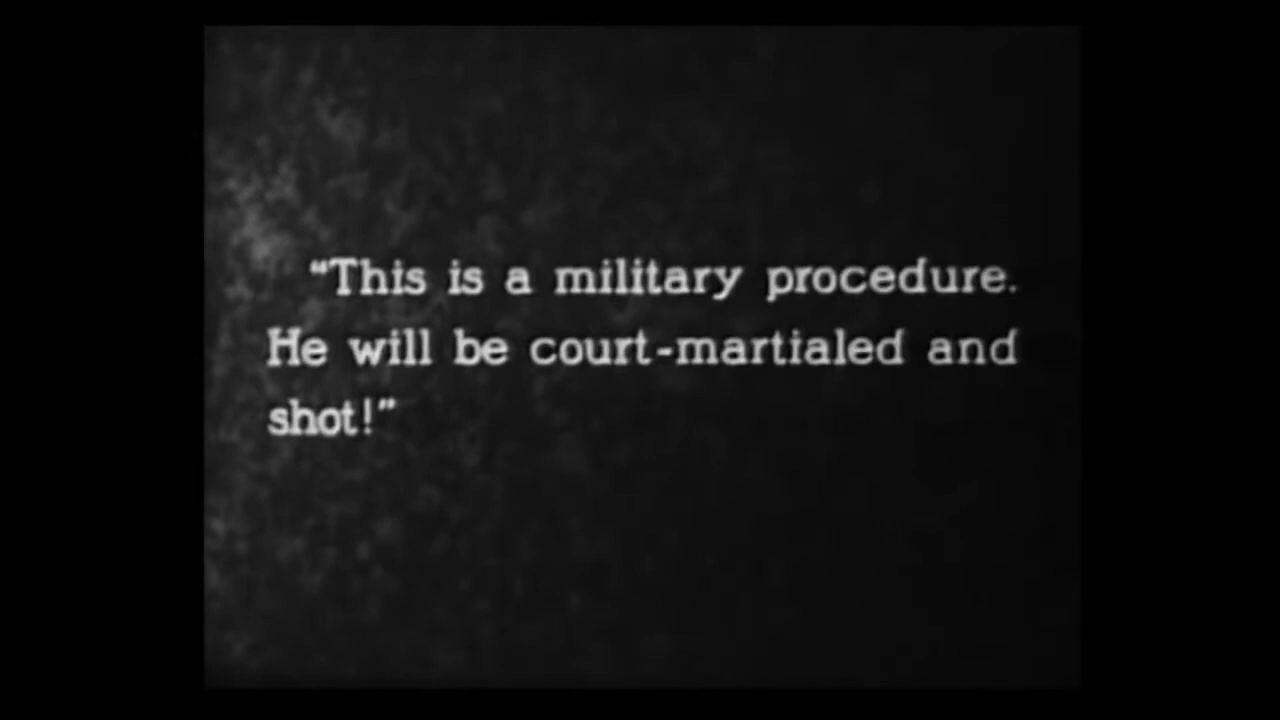 “This is a military procedure.
He will be court-martialed and
shot!”